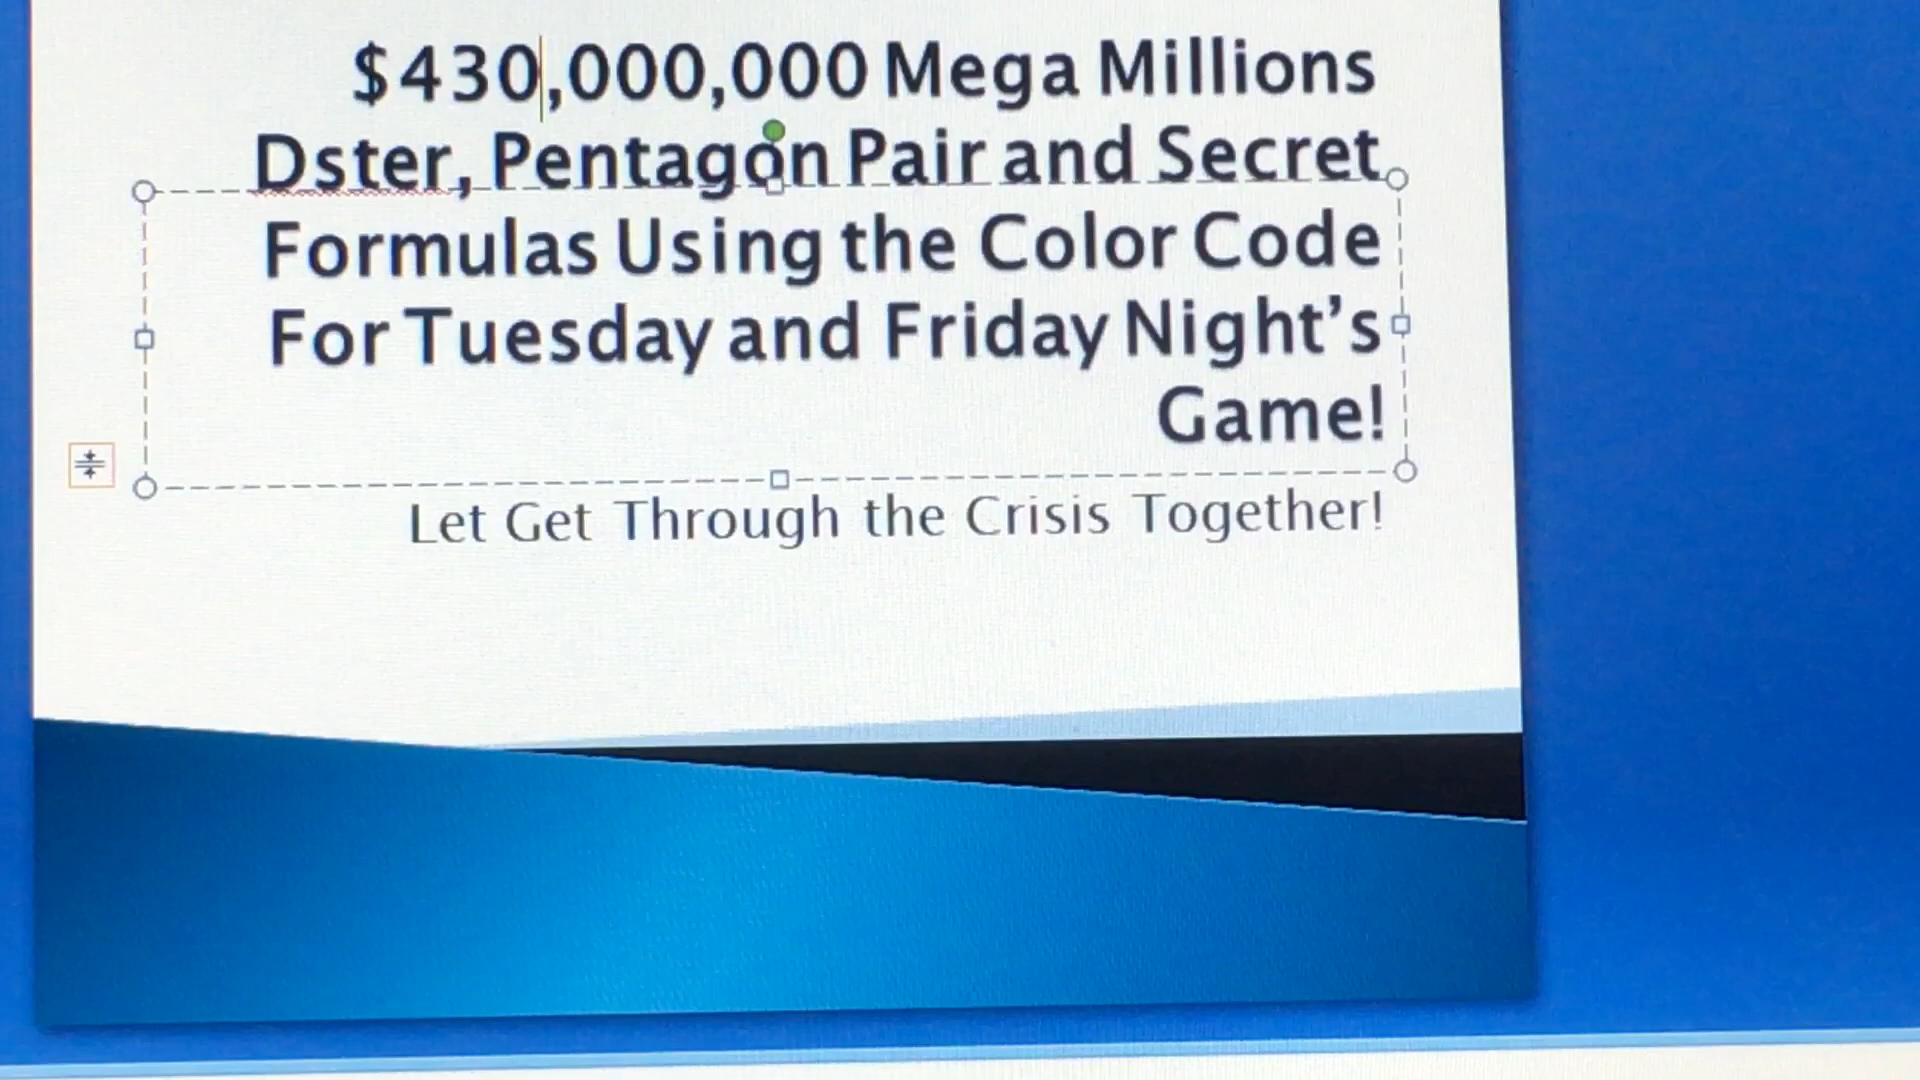 $430,000,000 Mega Millions
Dster, Pentagon Pair and Secret
Formulas Using the Color Code
For Tuesday and Friday Night’s
Game!
Let Get Through the Crisis Together!